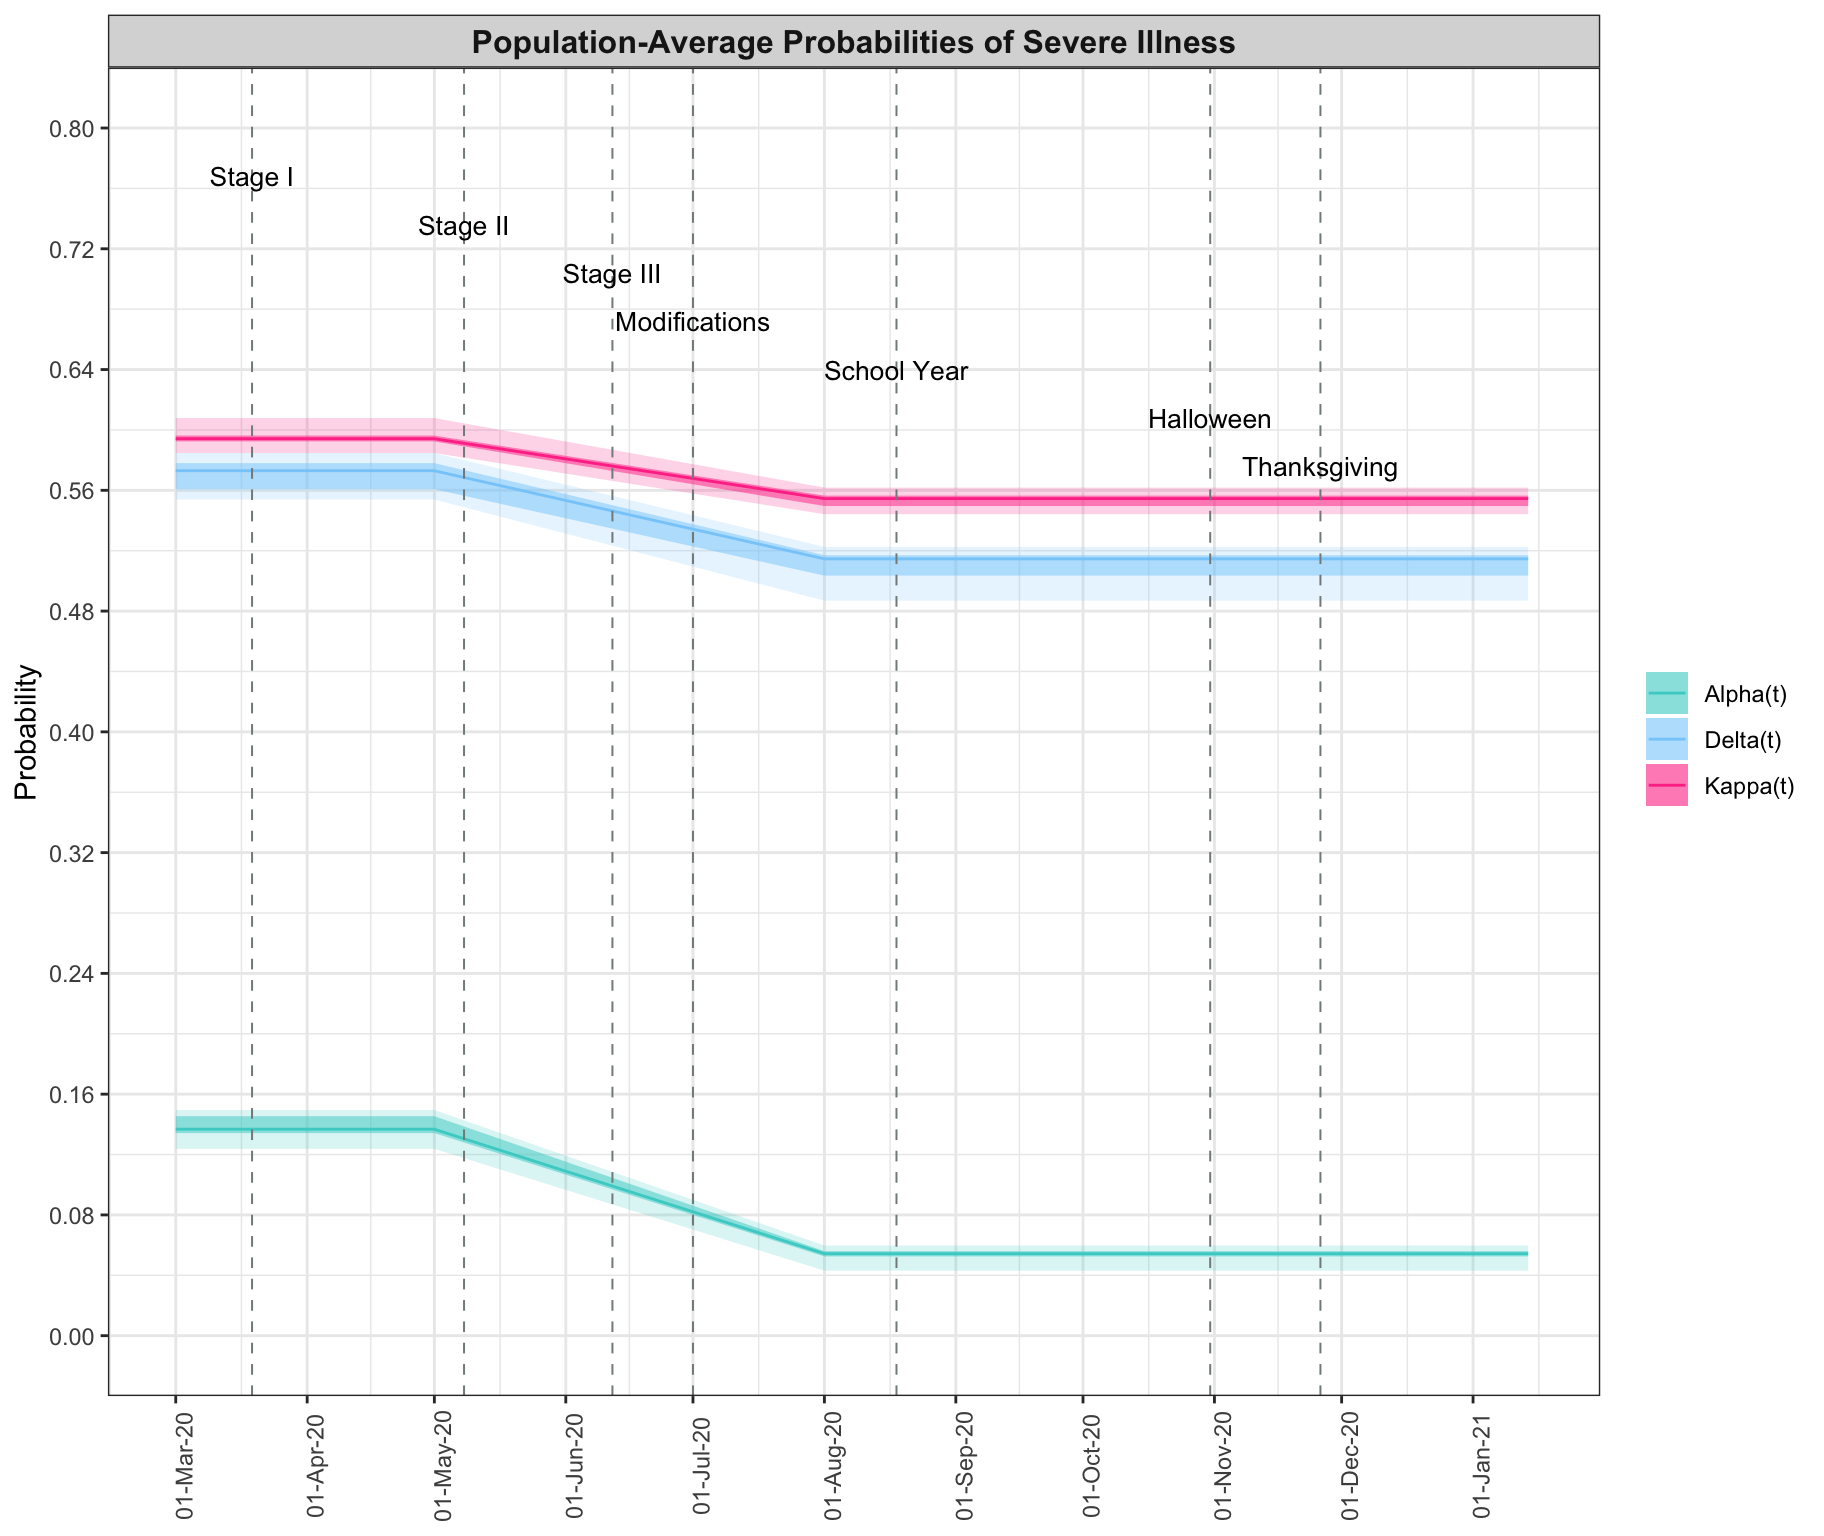 Population-Average Probabilities of Severe Illness
Probability
0.80
0.72
0.64
0.56
0.48
0.40
0.32
0.24
0.16
0.08
0.00
Stage I
Stage II
Stage III
Modifications
School Year
Halloween
Thanksgiving
01-Mar-20
01-Apr-20
01-May-20
01-Jun-20
01-Jul-20
01-Aug-20
01-Sep-20
01-Oct-20
01-Nov-20
01-Dec-20
01-Jan-21
Alpha(t)
Delta(t)
Kappa(t)